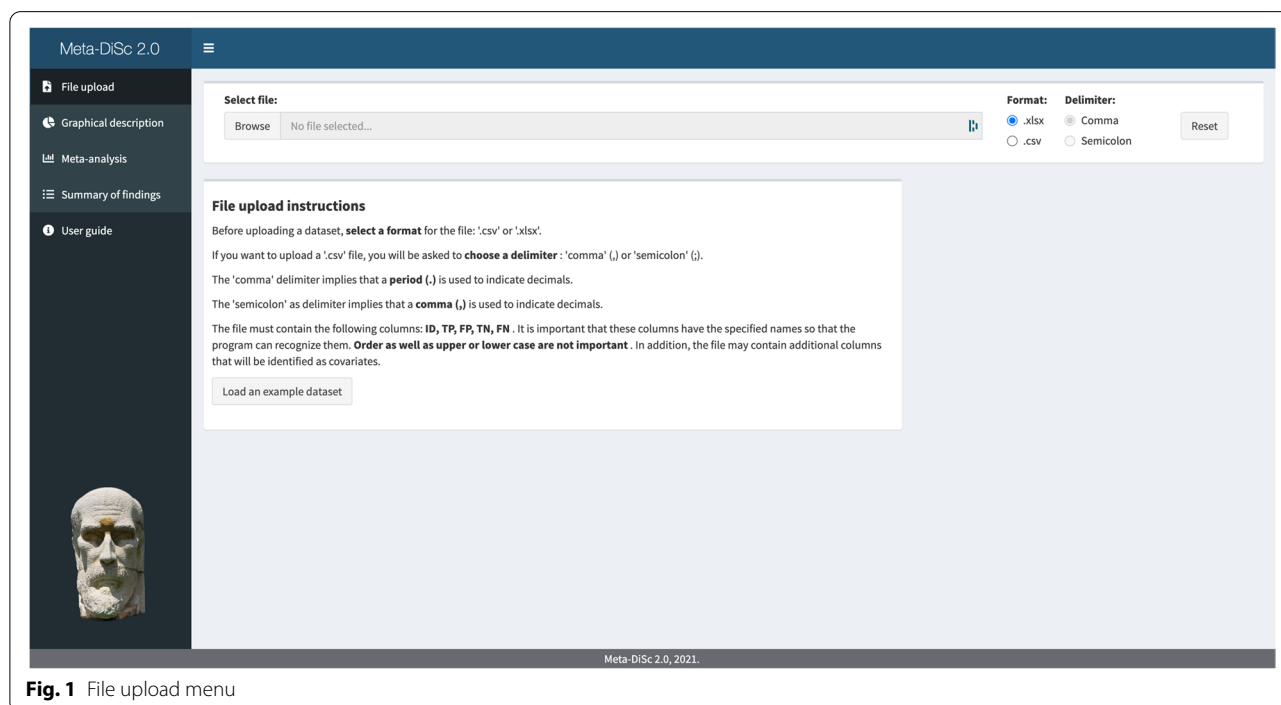 Meta-DiSc 2.0
File upload
Graphical description
Meta-analysis
Summary of findings
User guide
Select file:
Browse No file selected...
Format:
.xlsx
.csv
Delimiter:
Comma
Semicolon
Reset
File upload instructions
Before uploading a dataset, select a format for the file: '.csv' or '.xlsx'.
If you want to upload a '.csv' file, you will be asked to choose a delimiter : 'comma' (,) or 'semicolon' (;).
The 'comma' delimiter implies that a period (.) is used to indicate decimals.
The 'semicolon' as delimiter implies that a comma (,) is used to indicate decimals.
The file must contain the following columns: ID, TP, FP, TN, FN . It is important that these columns have the specified names so that the
program can recognize them. Order as well as upper or lower case are not important . In addition, the file may contain additional columns
that will be identified as covariates.
Load an example dataset
Meta-DiSc 2.0, 2021.
Fig. 1 File upload menu